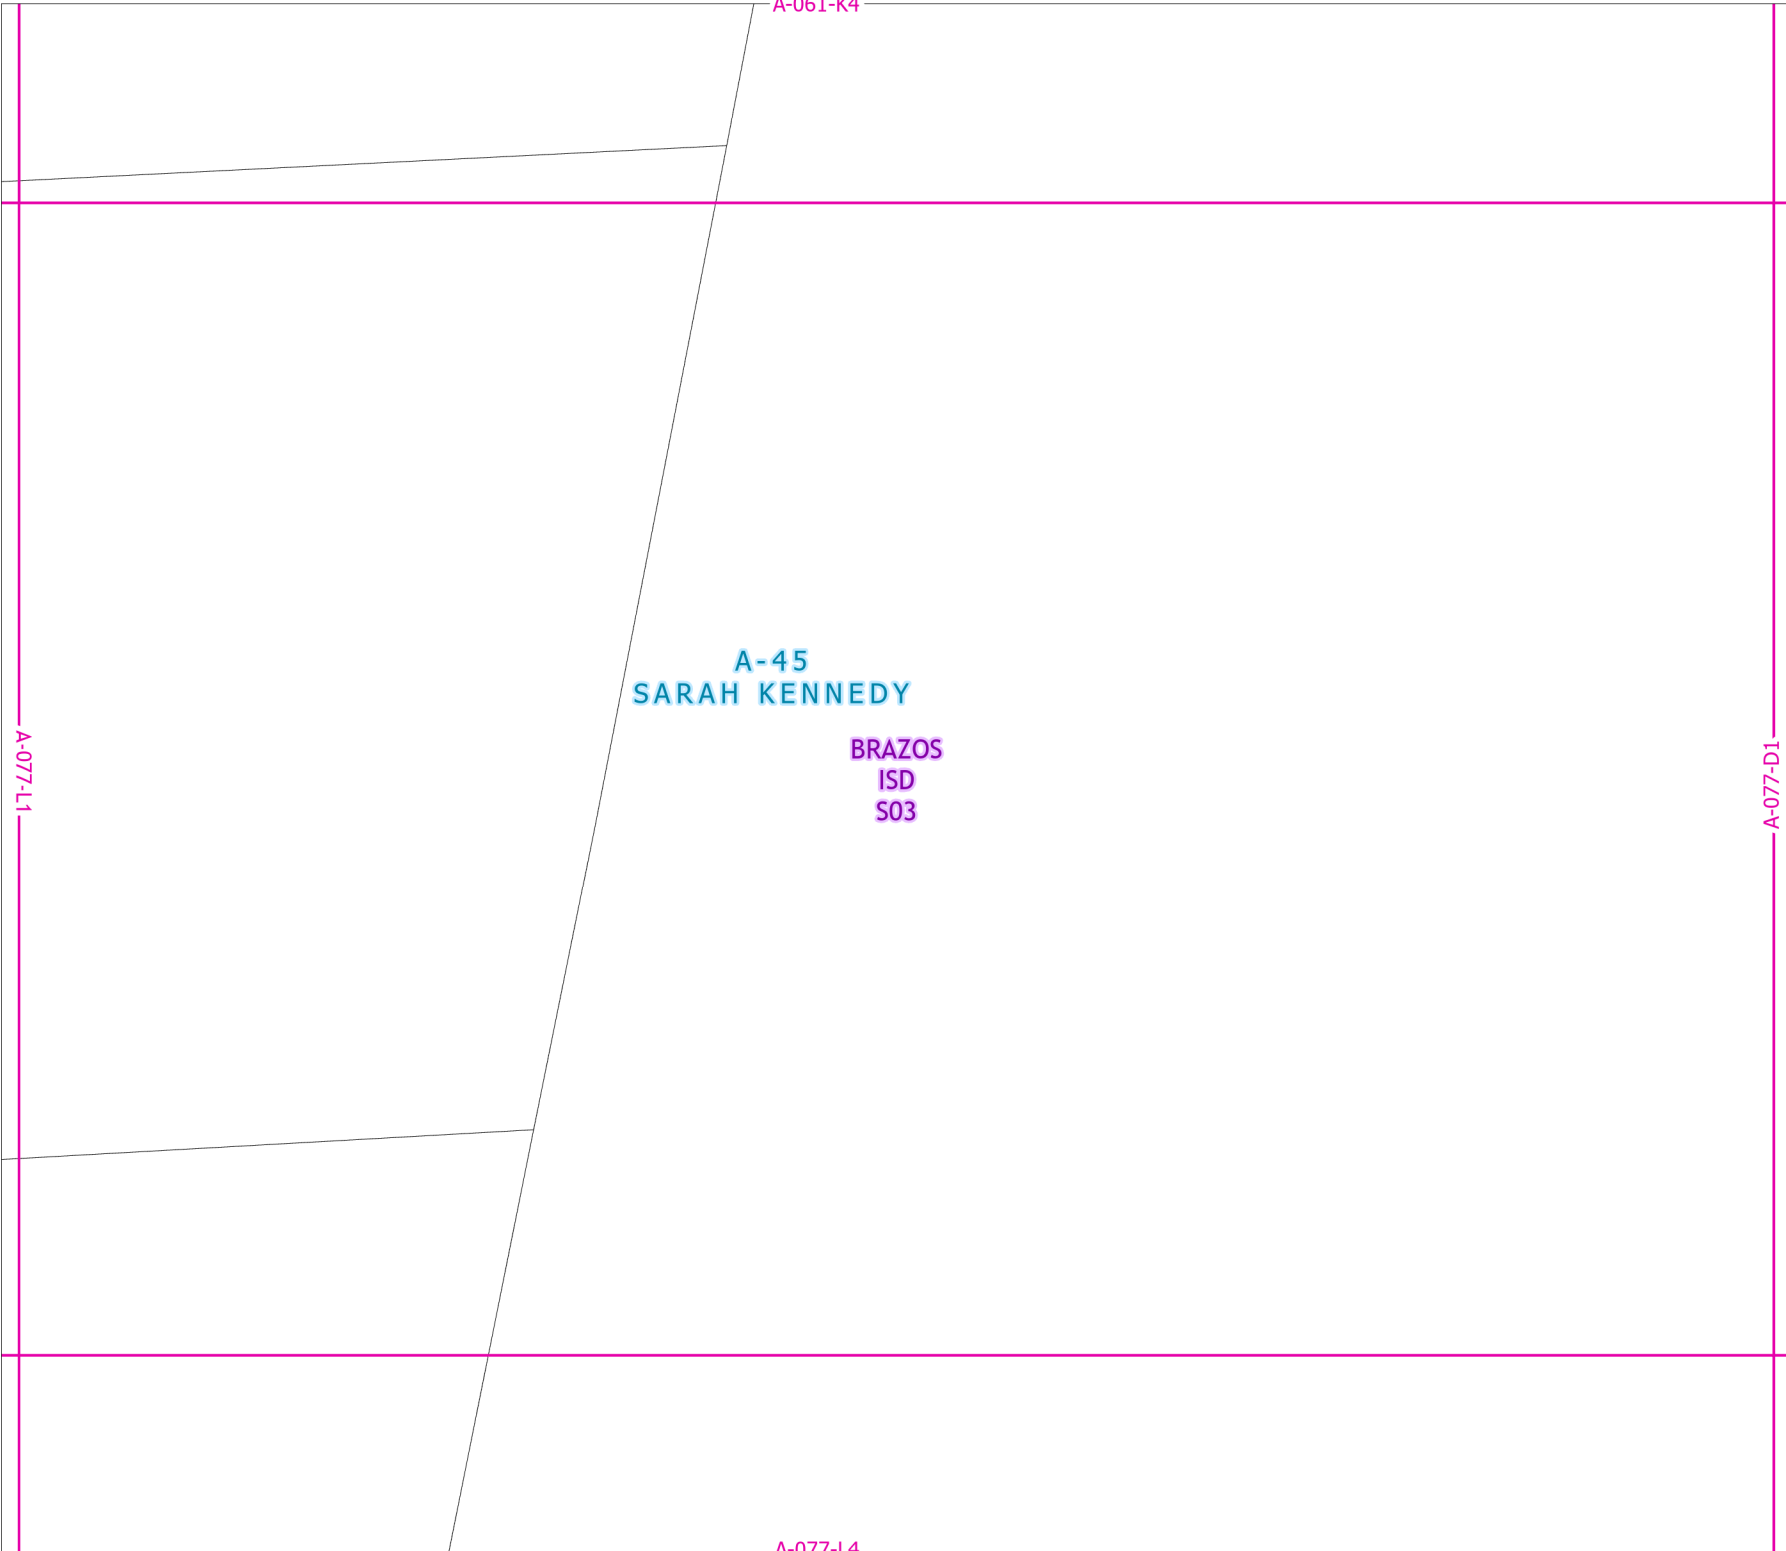 A-061-K4
A-45
SARAH KENNEDY
BRAZOS
ISD
S03
A-077-L1
A-077-D1
A-077-L4